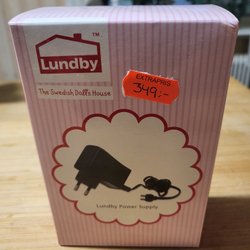 ™
Lundby
The Swedish Doll's House
EXTRAPRIS
349:-
Lundby Power Supply